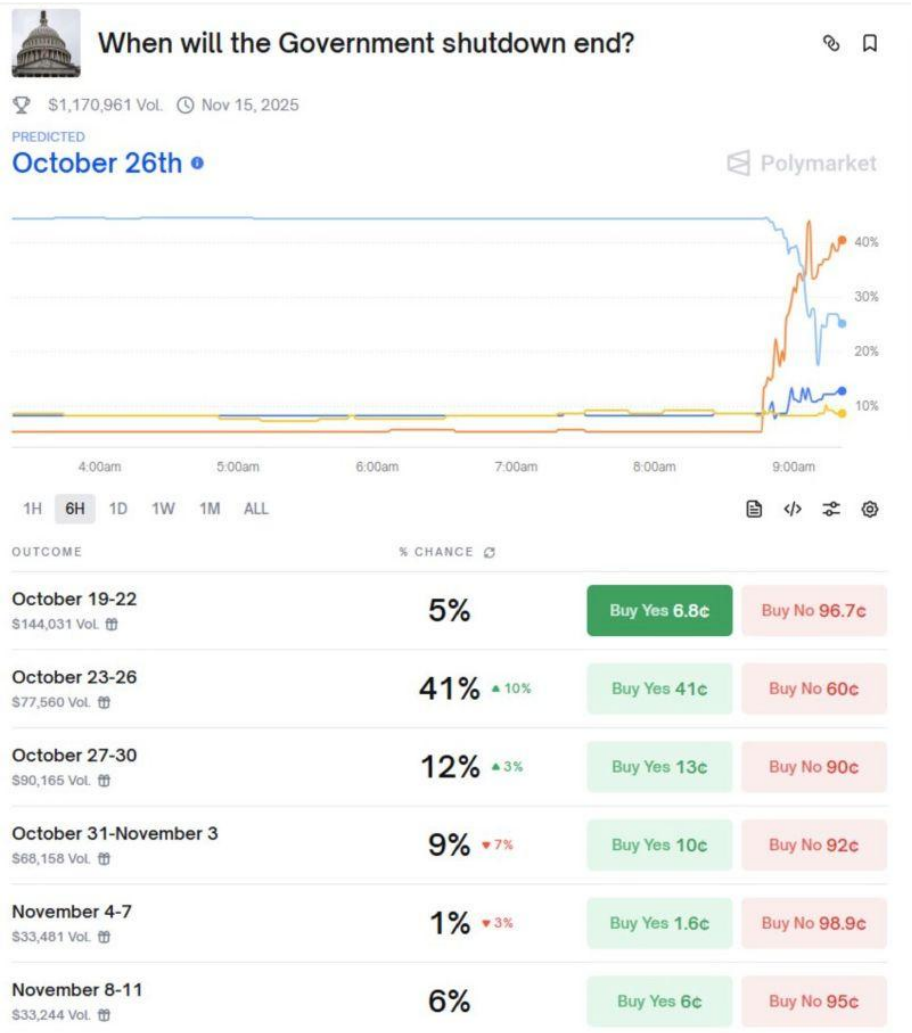 When will the Government shutdown end?
$1,170,961 Vol. Nov 15, 2025
PREDICTED
October 26th
Polymarket
40%
30%
20%
10%
4:00am 5:00am 6:00am 7:00am 8:00am 9:00am
1H 6H 1D 1W 1M ALL
OUTCOME % CHANCE
October 19-22
$144,031 Vol.
5%
Buy Yes 6.8¢ Buy No 96.7¢
October 23-26
$77,560 Vol.
41% ▲ 10%
Buy Yes 41¢ Buy No 60¢
October 27-30
$90,165 Vol.
12% ▲ 3%
Buy Yes 13¢ Buy No 90¢
October 31-November 3
$68,158 Vol.
9% ▼ 7%
Buy Yes 10¢ Buy No 92¢
November 4-7
$33,481 Vol.
1% ▼ 3%
Buy Yes 1.6¢ Buy No 98.9¢
November 8-11
$33,244 Vol.
6%
Buy Yes 6¢ Buy No 95¢